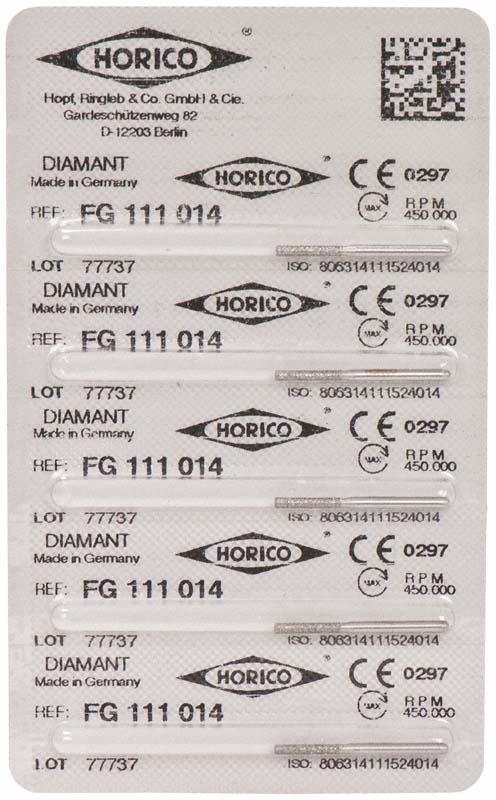 HORICO ®
Hopf, Ringleb & Co. GmbH & Cie.
Gardeschützenweg 82
D-12203 Berlin
DIAMANT HORICO ® CE 0297
Made in Germany
REF: FG 111 014 MAX RPM 450.000
LOT 77737 ISO: 806314111524014
DIAMANT HORICO ® CE 0297
Made in Germany
REF: FG 111 014 MAX RPM 450.000
LOT 77737 ISO: 806314111524014
DIAMANT HORICO ® CE 0297
Made in Germany
REF: FG 111 014 MAX RPM 450.000
LOT 77737 ISO: 806314111524014
DIAMANT HORICO ® CE 0297
Made in Germany
REF: FG 111 014 MAX RPM 450.000
LOT 77737 ISO: 806314111524014
DIAMANT HORICO ® CE 0297
Made in Germany
REF: FG 111 014 MAX RPM 450.000
LOT 77737 ISO: 806314111524014